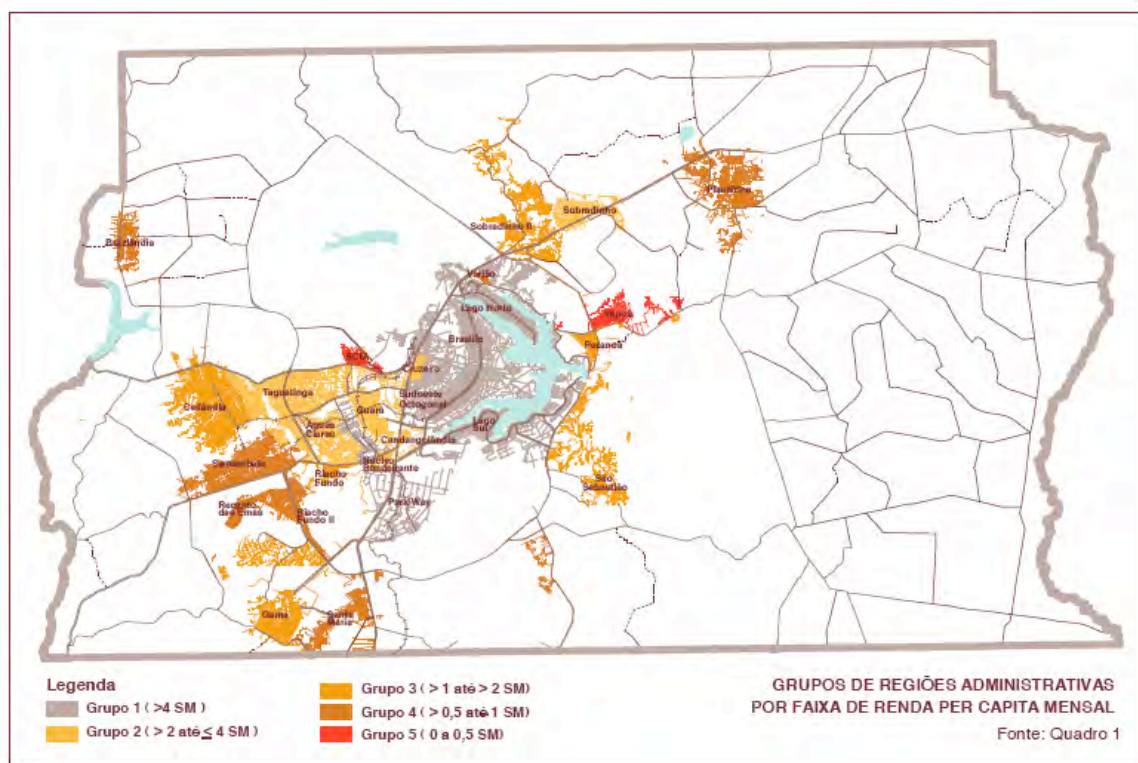 Planaltina
Sobradinho
Sobradinho II
Brazlândia
Varjão
Lago Norte
Itapoã
Brasília
Paranoá
SCIA
Cruzeiro
Taguatinga
Sudoeste
Octogonal
Ceilândia
Guará
Lago
Sul
Águas
Claras
Candangolândia
Núcleo
Bandeirante
Samambaia
Riacho
Fundo
São
Sebastião
Park Way
Recanto
das Emas
Riacho
Fundo II
Gama
Santa
Maria
Legenda
Grupo 1 ( >4 SM )
Grupo 2 ( > 2 até ≤ 4 SM )
Grupo 3 ( > 1 até > 2 SM)
Grupo 4 ( > 0,5 até 1 SM)
Grupo 5 ( 0 a 0,5 SM)
GRUPOS DE REGIÕES ADMINISTRATIVAS
POR FAIXA DE RENDA PER CAPITA MENSAL
Fonte: Quadro 1